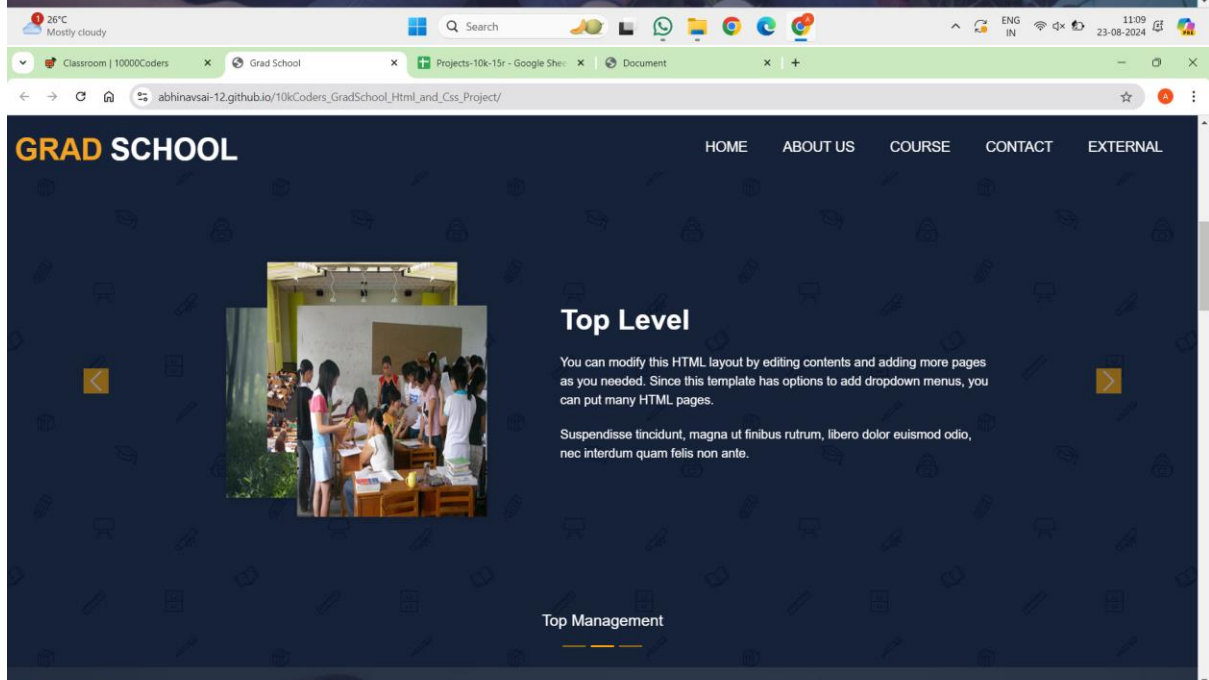 1
26°C
Mostly cloudy
Search
ENG
IN
11:09
23-08-2024
PRE
Classroom | 10000Coders
Grad School
Projects-10k-15r - Google Shee
Document
abhinavsai-12.github.io/10kCoders_GradSchool_Html_and_Css_Project/
A
GRAD SCHOOL
HOME
ABOUT US
COURSE
CONTACT
EXTERNAL
Top Level
You can modify this HTML layout by editing contents and adding more pages
as you needed. Since this template has options to add dropdown menus, you
can put many HTML pages.
Suspendisse tincidunt, magna ut finibus rutrum, libero dolor euismod odio,
nec interdum quam felis non ante.
Top Management